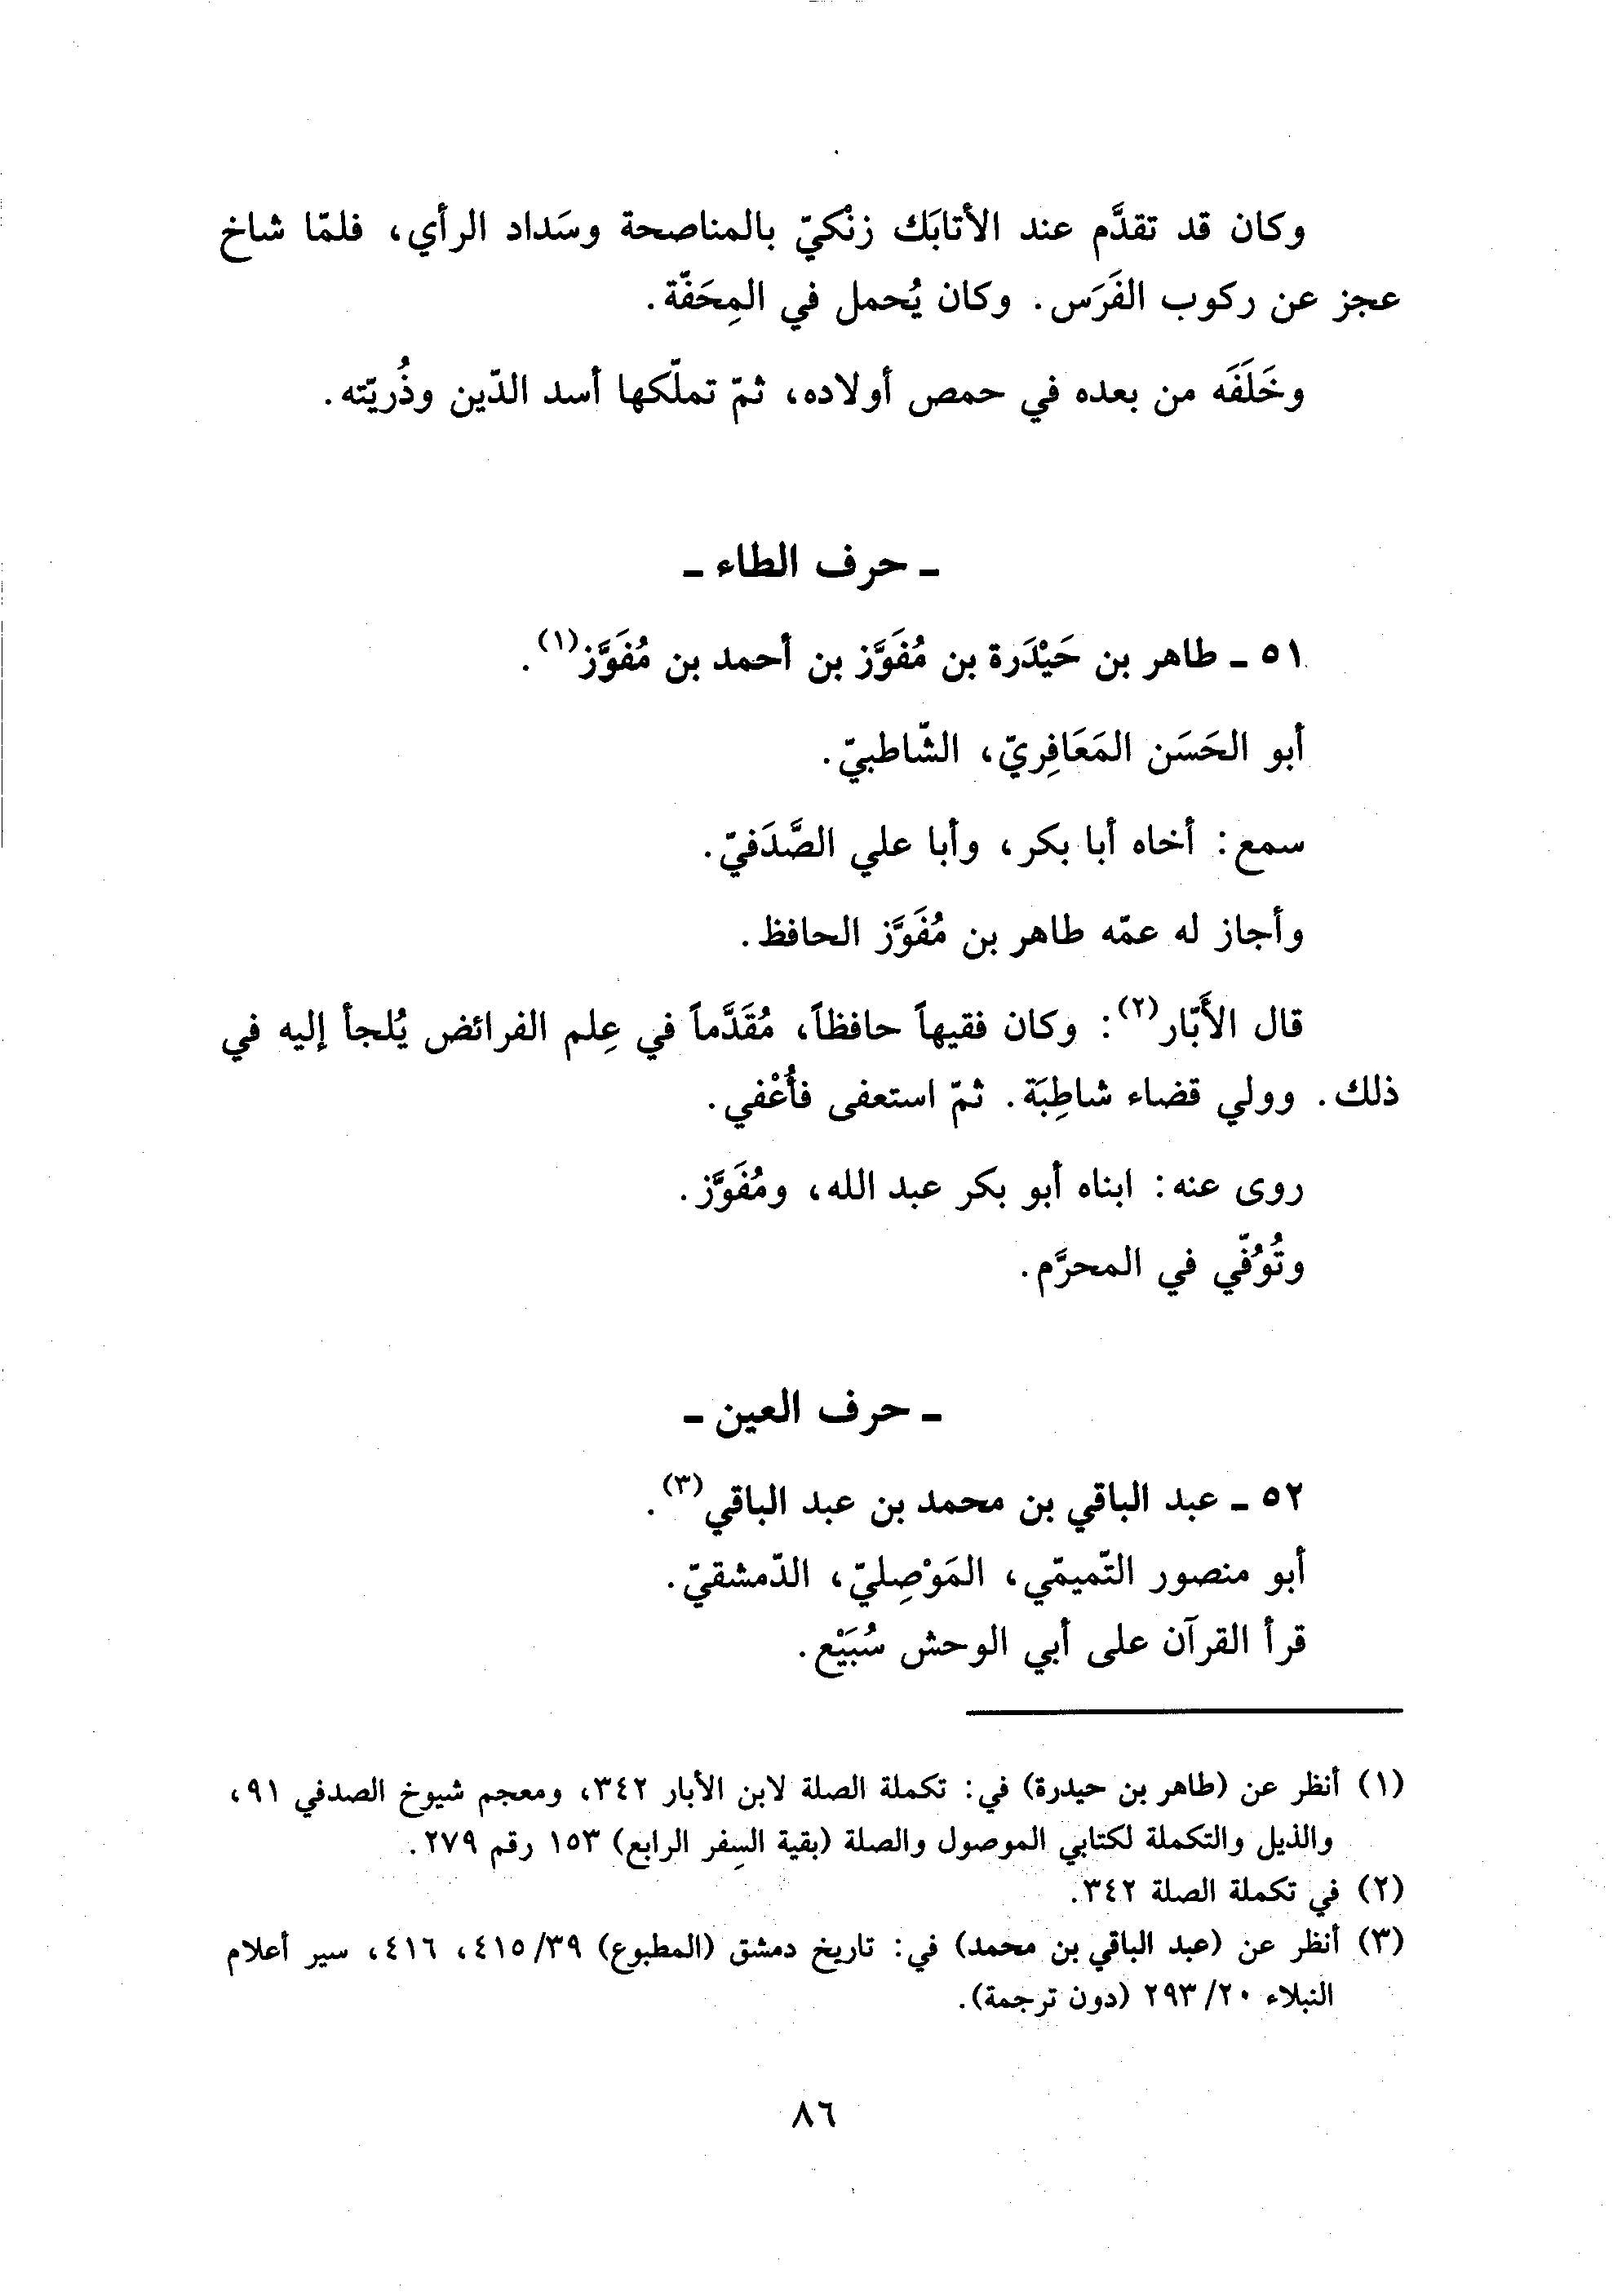 وكان قد تقدَّم عند الأتابَك زنْكيّ بالمناصحة وسَداد الرأي، فلمّا شاخ
عجز عن ركوب الفَرَس. وكان يُحمل في المِحَفّة.
وخَلَفَه من بعده في حمص أولاده، ثمّ تملّكها أسد الدّين وذُريّته.
ـ حرف الطاء ـ
٥١ ـ طاهر بن حَيْدَرة بن مُفَوَّز بن أحمد بن مُفَوَّز(١).
أبو الحَسَن المَعَافِريّ، الشّاطبيّ.
سمع: أخاه أبا بكر، وأبا علي الصَّدَفيّ.
وأجاز له عمّه طاهر بن مُفَوَّز الحافظ.
قال الأَبّار(٢): وكان فقيهاً حافظاً، مُقَدَّماً في عِلم الفرائض يُلجأ إليه في
ذلك. وولي قضاء شاطِبَة. ثمّ استعفى فأُعْفي.
روى عنه: ابناه أبو بكر عبد الله، ومُفَوَّز.
وتُوُفّي في المحرَّم.
ـ حرف العين ـ
٥٢ ـ عبد الباقي بن محمد بن عبد الباقي(٣).
أبو منصور التّميمّي، المَوْصِليّ، الدّمشقيّ.
قرأ القرآن على أبي الوحش سُبَيْع.
(١) أنظر عن (طاهر بن حيدرة) في: تكملة الصلة لابن الأبار ٣٤٢، ومعجم شيوخ الصدفي ٩١،
والذيل والتكملة لكتابي الموصول والصلة (بقية السِفر الرابع) ١٥٣ رقم ٢٧٩.
(٢) في تكملة الصلة ٣٤٢.
(٣) أنظر عن (عبد الباقي بن محمد) في: تاريخ دمشق (المطبوع) ٤١٥/٣٩، ٤١٦، سير أعلام
النبلاء ٢٩٣/٢٠ (دون ترجمة).
٨٦